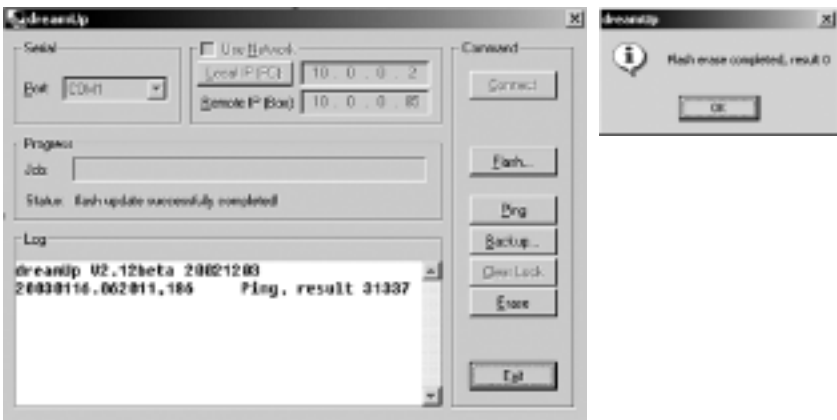 dreamUp
Serial
Port
COM1
Use Network
Local IP (PC)
10 . 0 . 0 . 2
Remote IP (Box)
10 . 0 . 0 . 85
Command
Connect
Flash...
Ping
Backup...
Clear Lock
Erase
Exit
Progress
Job:
Status: flash update successfully completed!
Log
dreamUp V2.12beta 20021203
20030116.062011,186 Ping, result 31337
dreamUp
Flash erase completed, result 0
OK